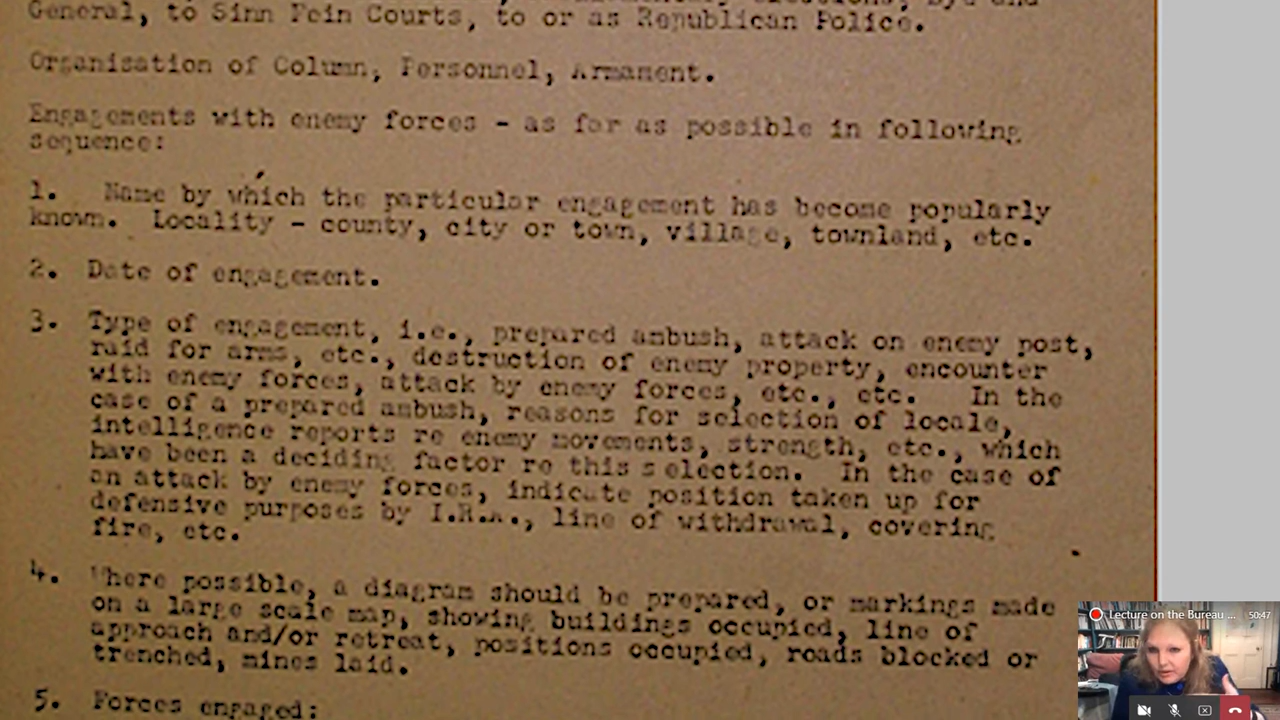 General, to Sinn Fein Courts, to or as Republican Police.
Organisation of Column, Personnel, Armament.
Engagements with enemy forces - as far as possible in following
sequence:
1. Name by which the particular engagement has become popularly
known. Locality - county, city or town, village, townland, etc.
2. Date of engagement.
3. Type of engagement, i.e., prepared ambush, attack on enemy post,
raid for arms, etc., destruction of enemy property, encounter
with enemy forces, attack by enemy forces, etc., etc. In the
case of a prepared ambush, reasons for selection of locale,
intelligence reports re enemy movements, strength, etc., which
have been a deciding factor re this selection. In the case of
an attack by enemy forces, indicate position taken up for
defensive purposes by I.R.A., line of withdrawal, covering
fire, etc.
4. Where possible, a diagram should be prepared, or markings made
on a large scale map, showing buildings occupied, line of
approach and/or retreat, positions occupied, roads blocked or
trenched, mines laid.
5. Forces engaged:
Lecture on the Bureau ... 50:47